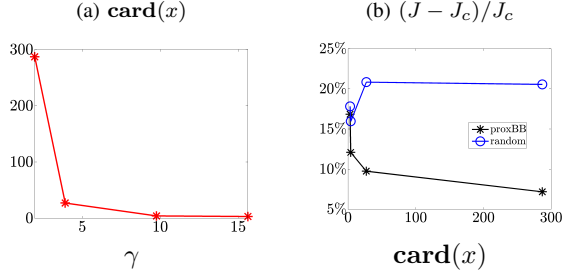 (a) card(x)
300
200
100
0
5
10
15
γ
(b) (J − J_c)/J_c
25%
20%
15%
10%
5%
proxBB
random
0
100
200
300
card(x)